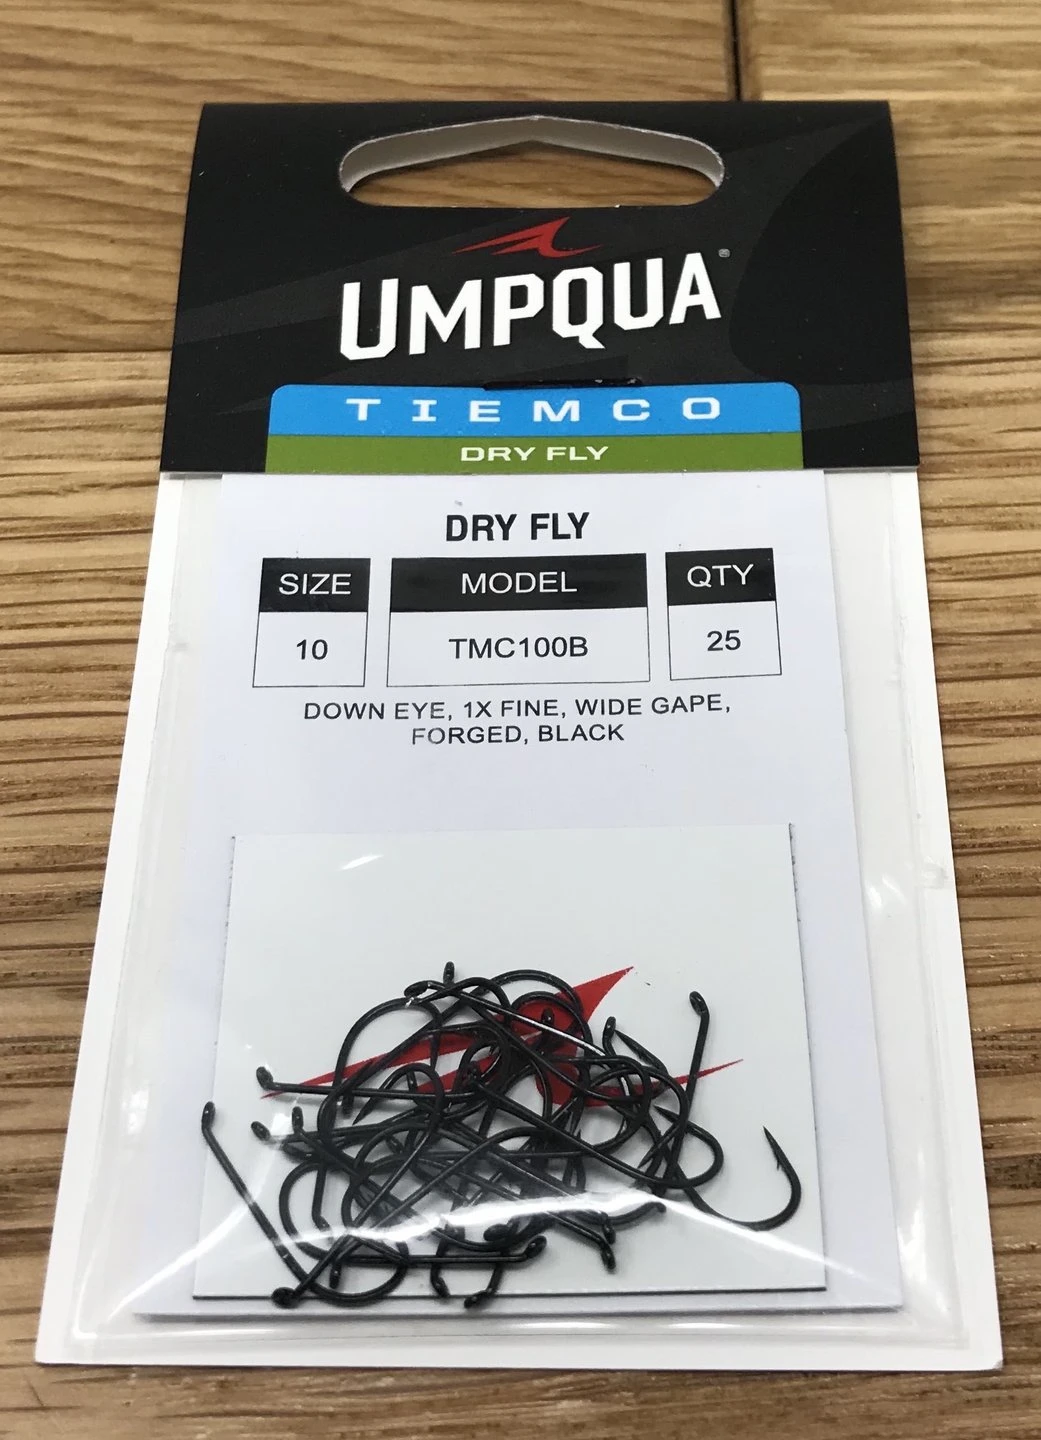 UMPQUA®
TIEMCO
DRY FLY
DRY FLY
SIZE MODEL QTY
10 TMC100B 25
DOWN EYE, 1X FINE, WIDE GAPE,
FORGED, BLACK